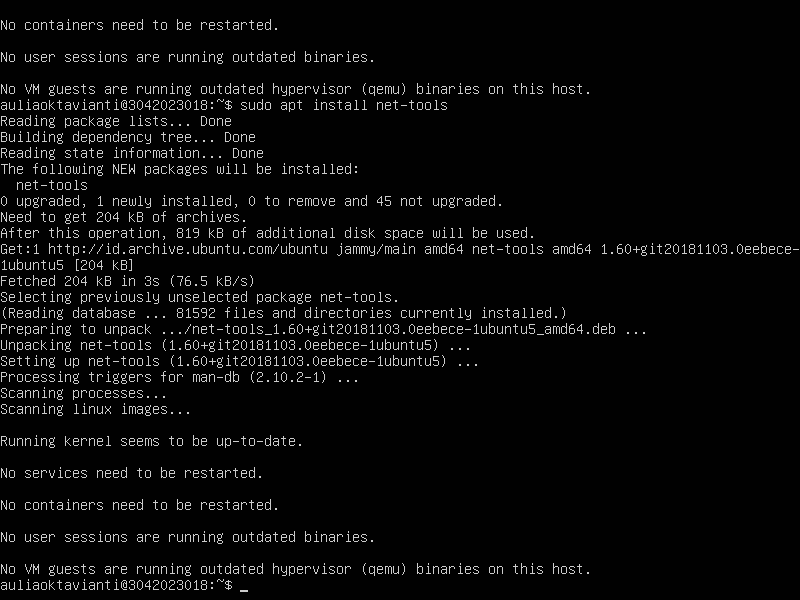 No containers need to be restarted.
No user sessions are running outdated binaries.
No VM guests are running outdated hypervisor (qemu) binaries on this host.
auliaoktavianti@3042023018:~$ sudo apt install net-tools
Reading package lists... Done
Building dependency tree... Done
Reading state information... Done
The following NEW packages will be installed:
  net-tools
0 upgraded, 1 newly installed, 0 to remove and 45 not upgraded.
Need to get 204 kB of archives.
After this operation, 819 kB of additional disk space will be used.
Get:1 http://id.archive.ubuntu.com/ubuntu jammy/main amd64 net-tools amd64 1.60+git20181103.0eebece-
1ubuntu5 [204 kB]
Fetched 204 kB in 3s (76.5 kB/s)
Selecting previously unselected package net-tools.
(Reading database ... 81592 files and directories currently installed.)
Preparing to unpack .../net-tools_1.60+git20181103.0eebece-1ubuntu5_amd64.deb ...
Unpacking net-tools (1.60+git20181103.0eebece-1ubuntu5) ...
Setting up net-tools (1.60+git20181103.0eebece-1ubuntu5) ...
Processing triggers for man-db (2.10.2-1) ...
Scanning processes...
Scanning linux images...
Running kernel seems to be up-to-date.
No services need to be restarted.
No containers need to be restarted.
No user sessions are running outdated binaries.
No VM guests are running outdated hypervisor (qemu) binaries on this host.
auliaoktavianti@3042023018:~$ _